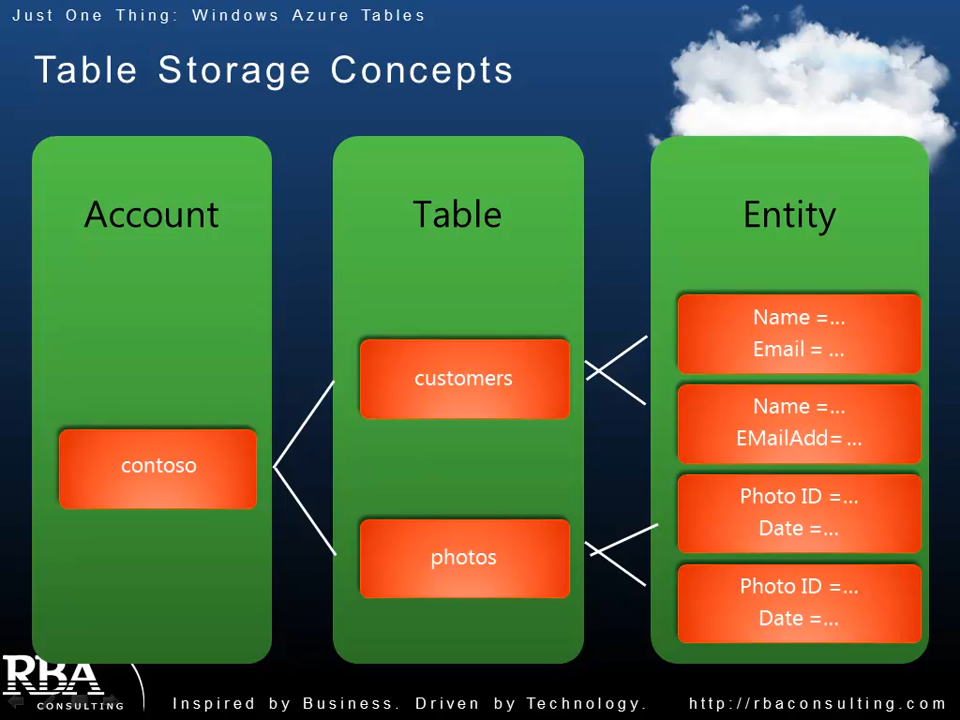 Just One Thing: Windows Azure Tables
Table Storage Concepts
Account
contoso
Table
customers
photos
Entity
Name =...
Email = ...
Name =...
EMailAdd= ...
Photo ID =...
Date =...
Photo ID =...
Date =...
RBA
CONSULTING
Inspired by Business. Driven by Technology.
http://rbaconsulting.com